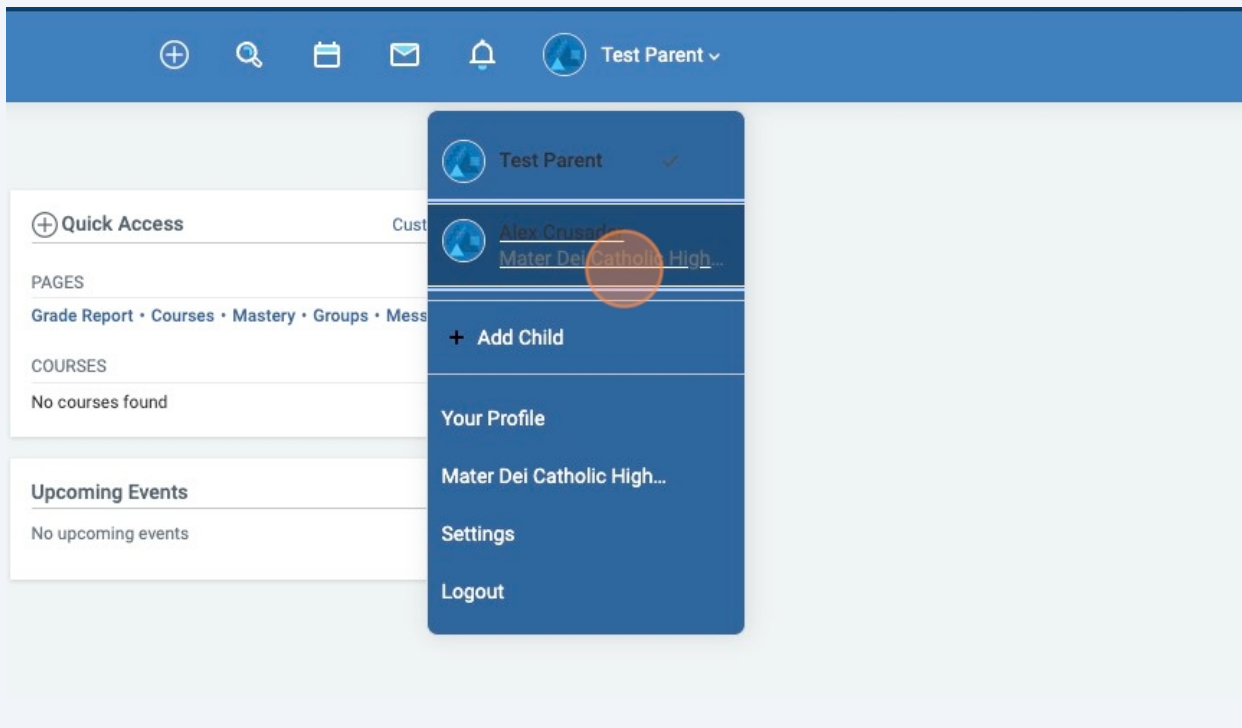 Test Parent
Test Parent
Alex Crusader
Mater Dei Catholic High...
Add Child
Your Profile
Mater Dei Catholic High...
Settings
Logout
Quick Access
Cust
PAGES
Grade Report • Courses • Mastery • Groups • Mess
COURSES
No courses found
Upcoming Events
No upcoming events